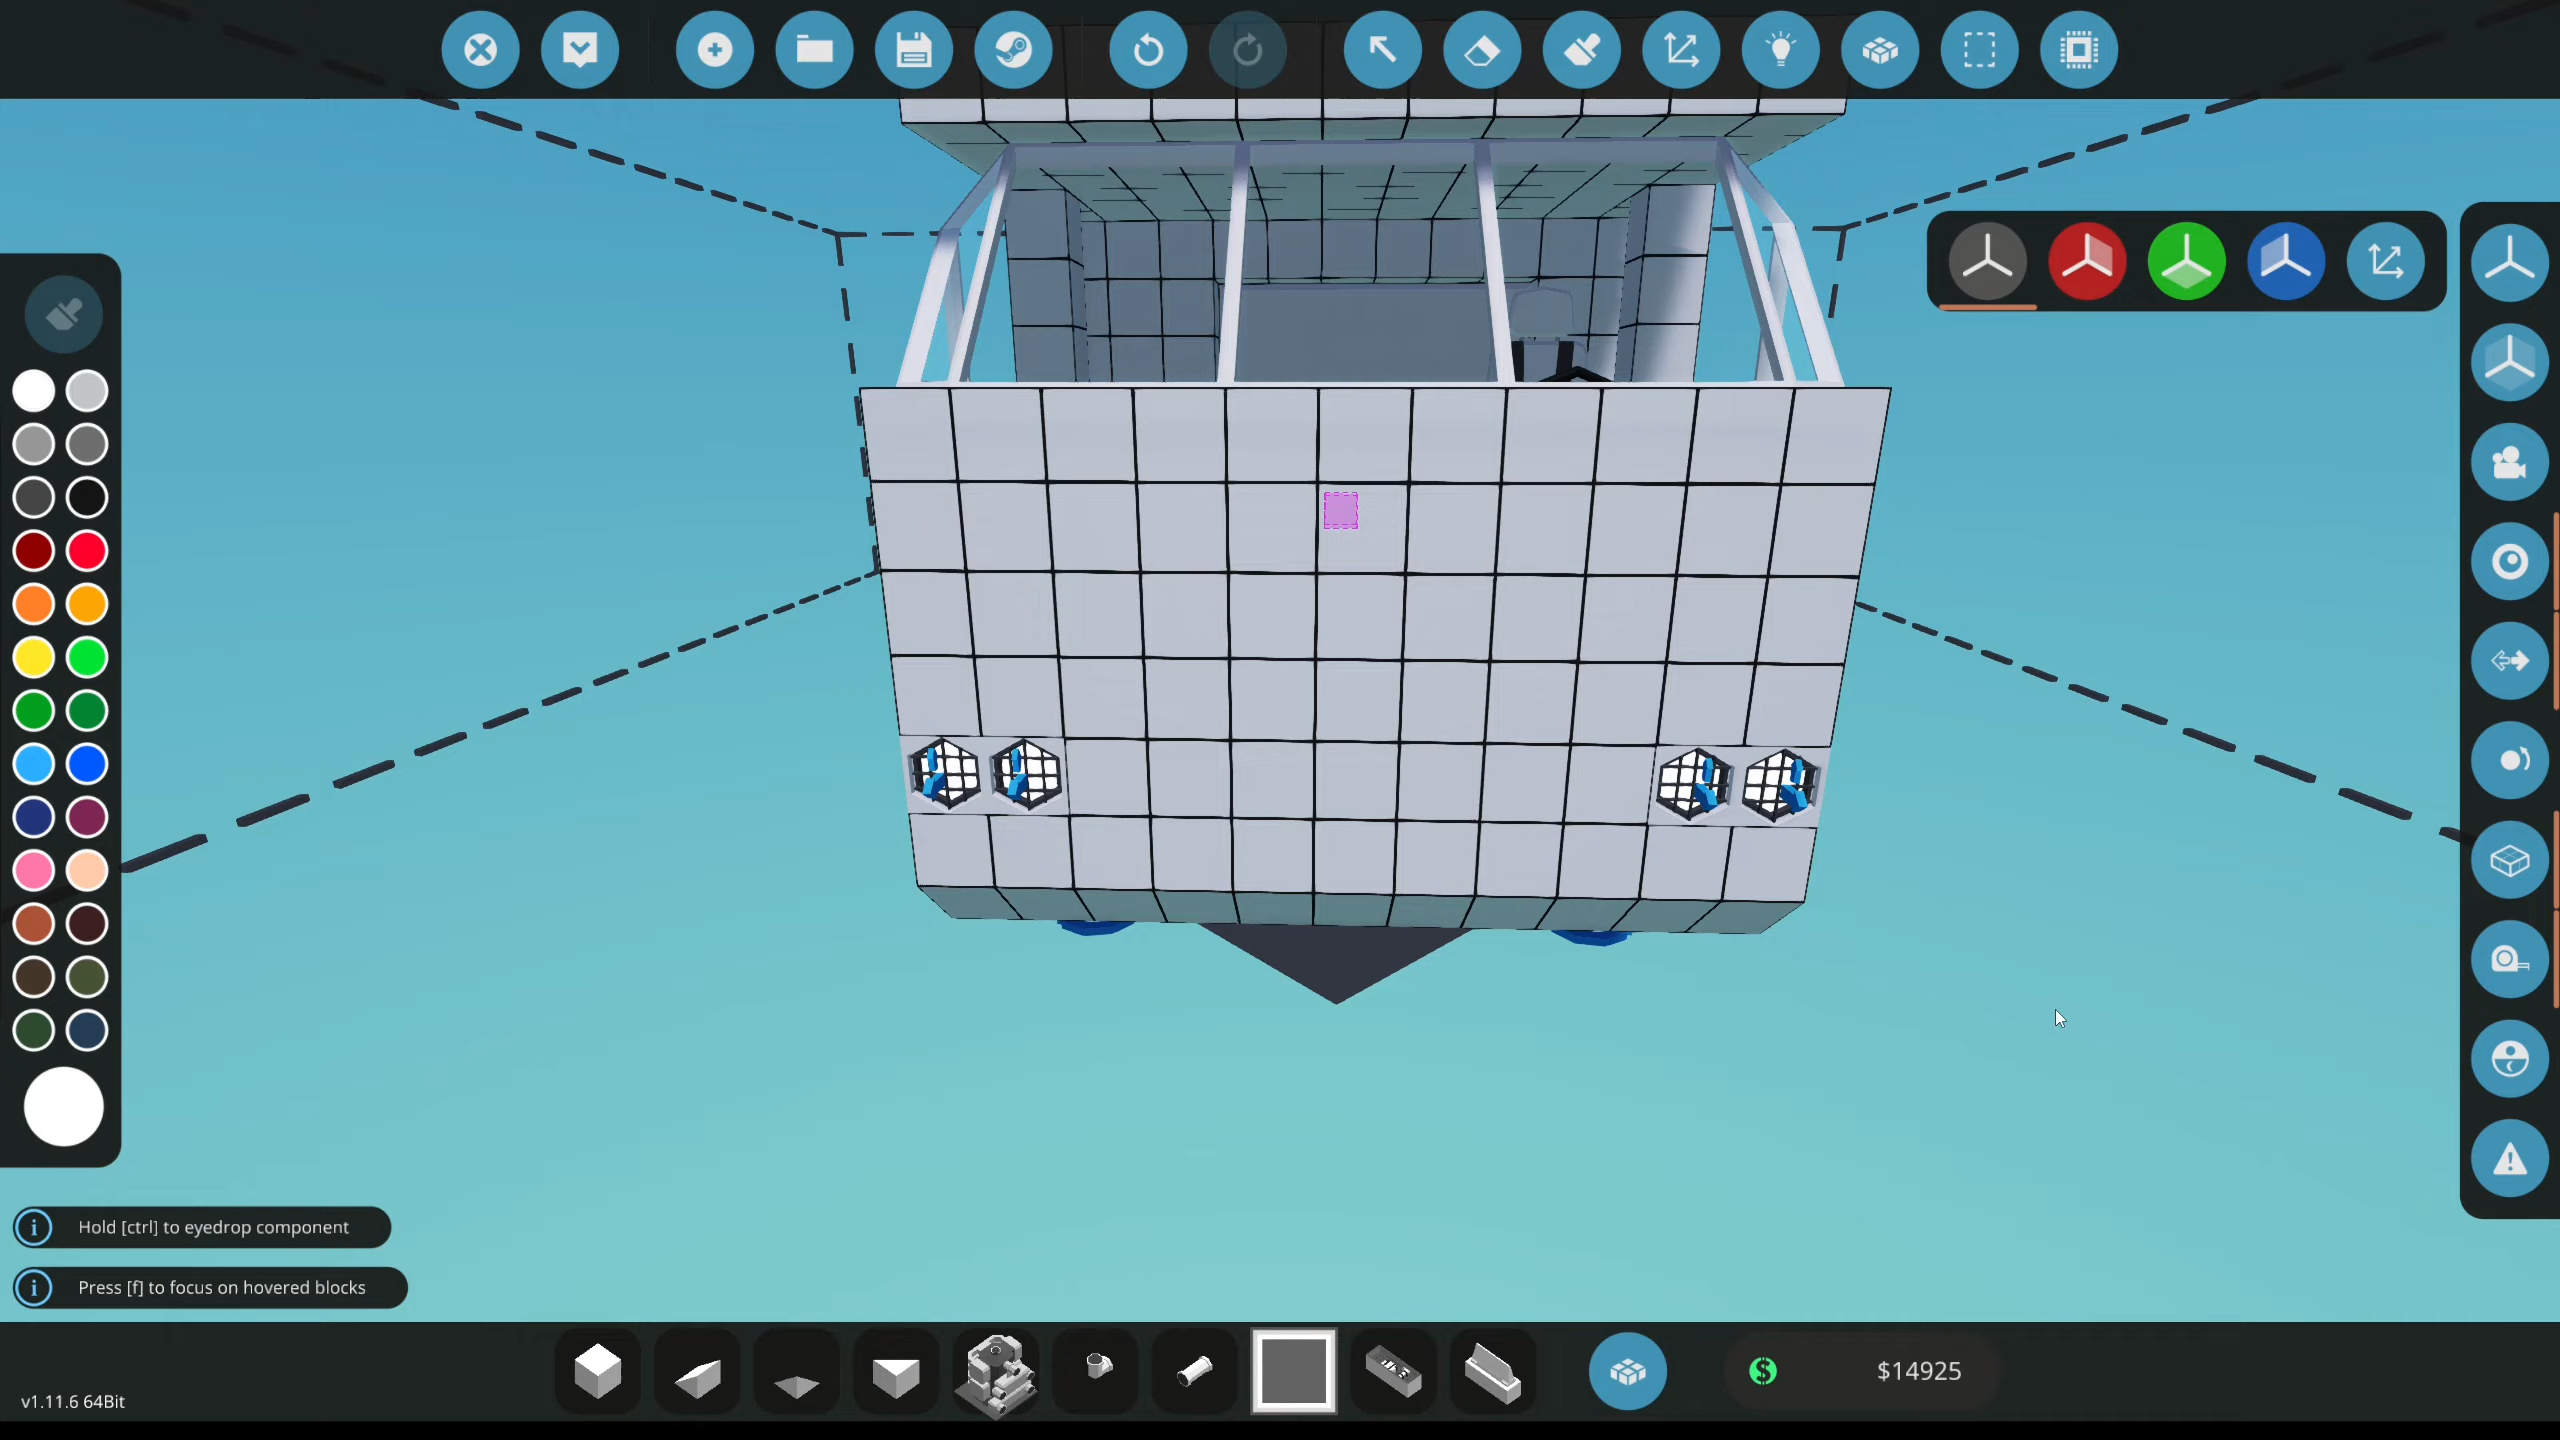 Hold [ctrl] to eyedrop component
Press [f] to focus on hovered blocks
v1.11.6 64Bit
$14925